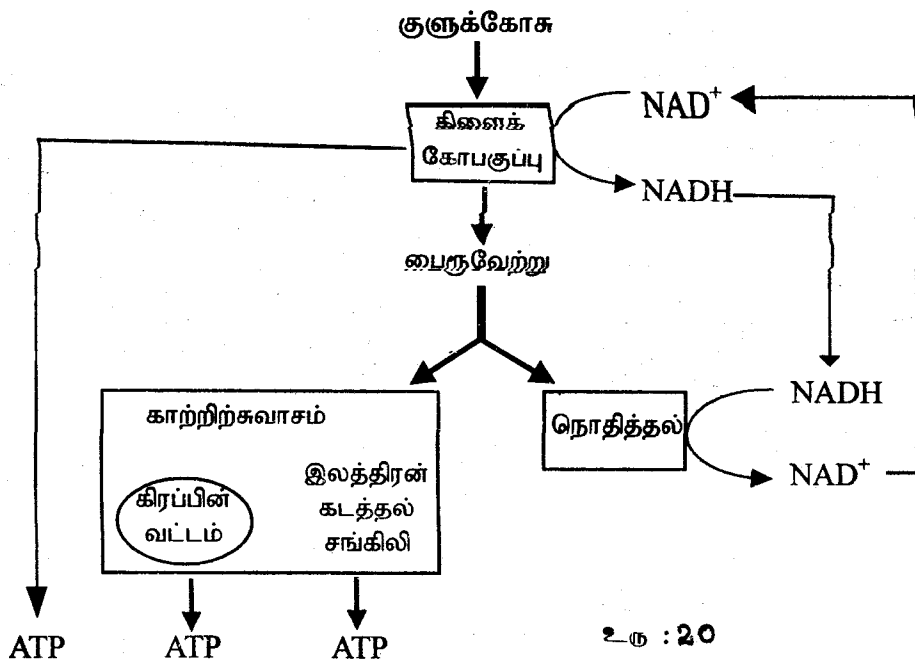 குளுக்கோசு
கிளைக்
கோபகுப்பு
NAD+
NADH
பைரூவேற்று
காற்றிற்சுவாசம்
கிரப்பின்
வட்டம்
இலத்திரன்
கடத்தல்
சங்கிலி
நொதித்தல்
NADH
NAD+
ATP
ATP
ATP
உரு :20